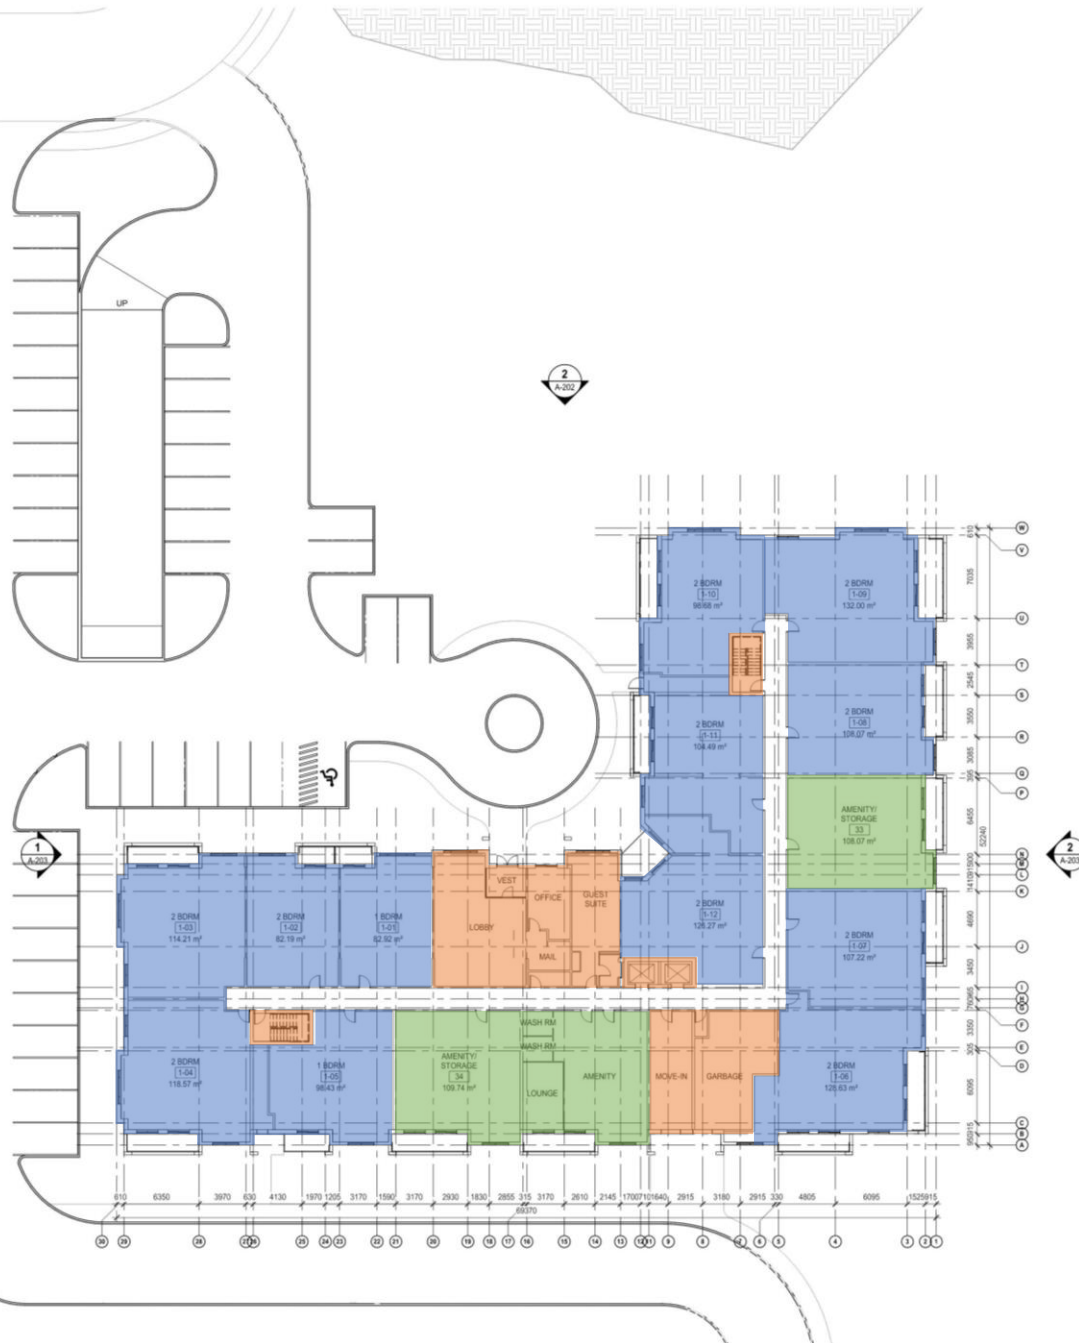 UP
2
A-202
2 BDRM
1-10
98.68 m²
2 BDRM
1-09
132.00 m²
2 BDRM
1-11
104.49 m²
2 BDRM
1-08
108.07 m²
AMENITY/
STORAGE
33
108.07 m²
1
A-203
2
A-203
2 BDRM
1-03
114.21 m²
2 BDRM
1-02
82.19 m²
1 BDRM
1-01
62.92 m²
LOBBY
VEST
OFFICE
MAIL
GUEST
SUITE
2 BDRM
1-12
126.27 m²
2 BDRM
1-07
107.22 m²
2 BDRM
1-04
118.57 m²
1 BDRM
1-05
98.43 m²
AMENITY/
STORAGE
34
109.74 m²
WASH RM
WASH RM
LOUNGE
AMENITY
MOVE-IN
GARBAGE
2 BDRM
1-06
128.63 m²
W
610
V
7035
U
3955
T
2545
S
3550
R
3085
Q
395
P
6455
52240
K
4690
J
3450
I
F
3350
E
305
D
6095
C
B
A
610 6350 3970 630 4130 1970 1205 3170 1590 3170 2930 1830 2855 315 3170 2610 2145 1700 1640 2915 3180 2915 330 4805 6095 1525 915
69370
30 29 28 25 24 23 22 21 20 19 18 17 16 15 14 13 9 8 6 5 4 3 2 1